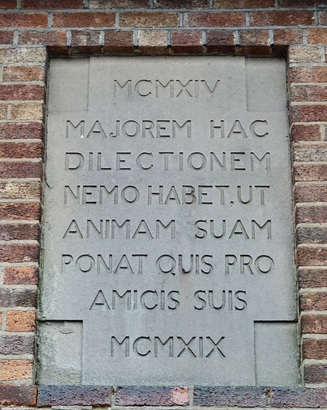 MCMXIV
MAJOREM HAC
DILECTIONEM
NEMO HABET.UT
ANIMAM SUAM
PONAT QUIS PRO
AMICIS SUIS
MCMXIX